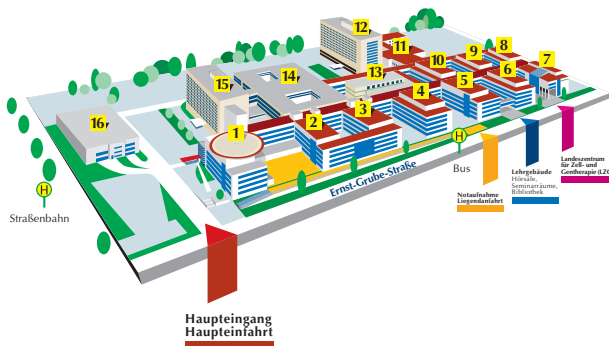 12
11
10
9
8
7
15
14
13
4
5
6
16
1
2
3
H
Straßenbahn
H
Bus
Ernst-Grube-Straße
Notaufnahme
Liegendanfahrt
Lehrgebäude
Hörsäle,
Seminarräume,
Bibliothek
Landeszentrum
für Zell- und
Gentherapie (LZG
Haupteingang
Haupteinfahrt